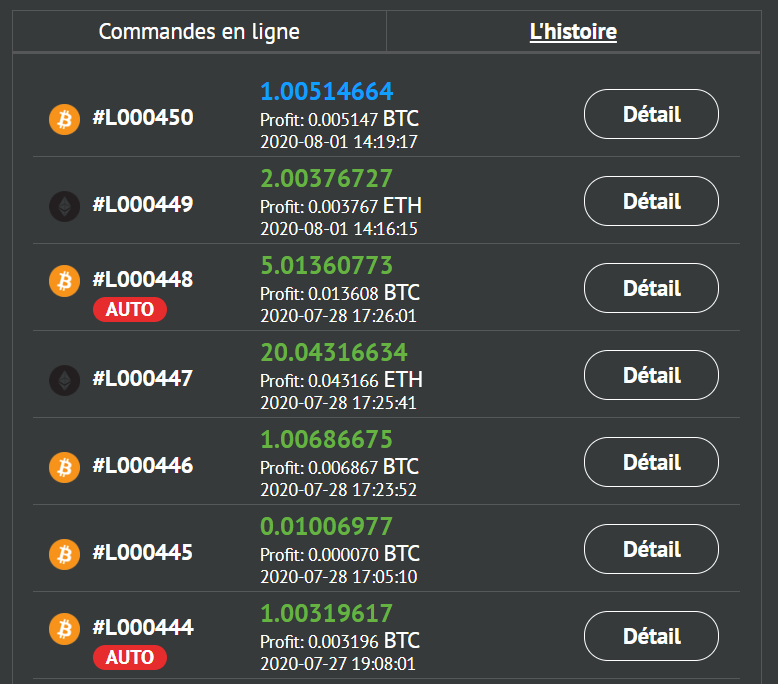 Commandes en ligne
L'histoire
1.00514664
#L000450
Profit: 0.005147 BTC
2020-08-01 14:19:17
Détail
2.00376727
#L000449
Profit: 0.003767 ETH
2020-08-01 14:16:15
Détail
5.01360773
#L000448
Profit: 0.013608 BTC
AUTO
2020-07-28 17:26:01
Détail
20.04316634
#L000447
Profit: 0.043166 ETH
2020-07-28 17:25:41
Détail
1.00686675
#L000446
Profit: 0.006867 BTC
2020-07-28 17:23:52
Détail
0.01006977
#L000445
Profit: 0.000070 BTC
2020-07-28 17:05:10
Détail
1.00319617
#L000444
Profit: 0.003196 BTC
AUTO
2020-07-27 19:08:01
Détail